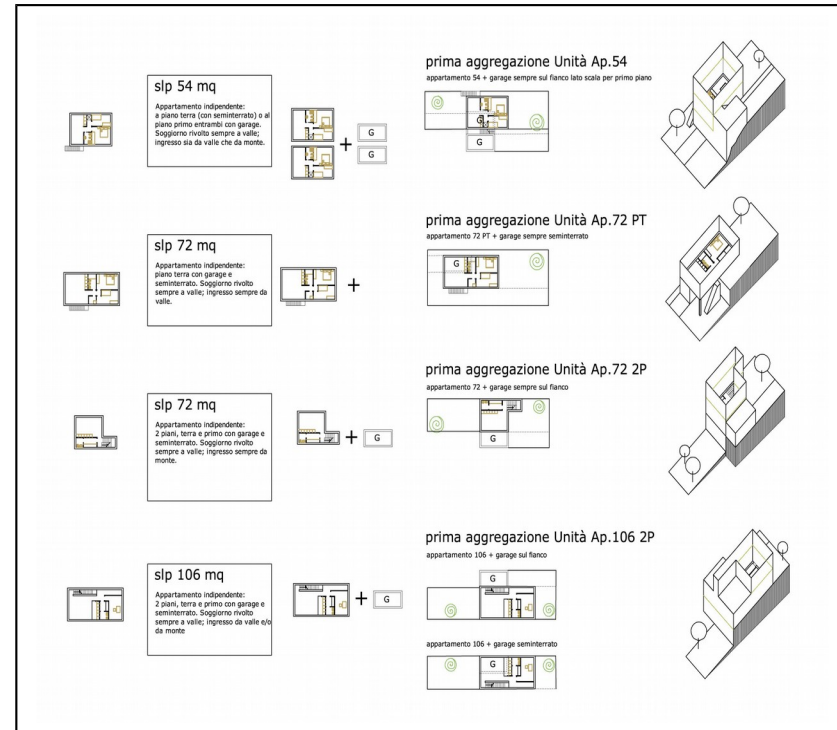 slp 54 mq
Appartamento indipendente:
a piano terra (con seminterrato) o al
piano primo entrambi con garage.
Soggiorno rivolto sempre a valle;
ingresso sia da valle che da monte.
+
G
G
prima aggregazione Unità Ap.54
appartamento 54 + garage sempre sul fianco lato scala per primo piano
G
G
slp 72 mq
Appartamento indipendente:
piano terra con garage e
seminterrato. Soggiorno rivolto
sempre a valle; ingresso sempre da
valle.
+
prima aggregazione Unità Ap.72 PT
appartamento 72 PT + garage sempre seminterrato
G
slp 72 mq
Appartamento indipendente:
2 piani, terra e primo con garage e
seminterrato. Soggiorno rivolto
sempre a valle; ingresso sempre da
monte.
+
G
prima aggregazione Unità Ap.72 2P
appartamento 72 + garage sempre sul fianco
G
slp 106 mq
Appartamento indipendente:
2 piani, terra e primo con garage e
seminterrato. Soggiorno rivolto
sempre a valle; ingresso da valle e/o
da monte
+
G
prima aggregazione Unità Ap.106 2P
appartamento 106 + garage sul fianco
G
appartamento 106 + garage seminterrato
G